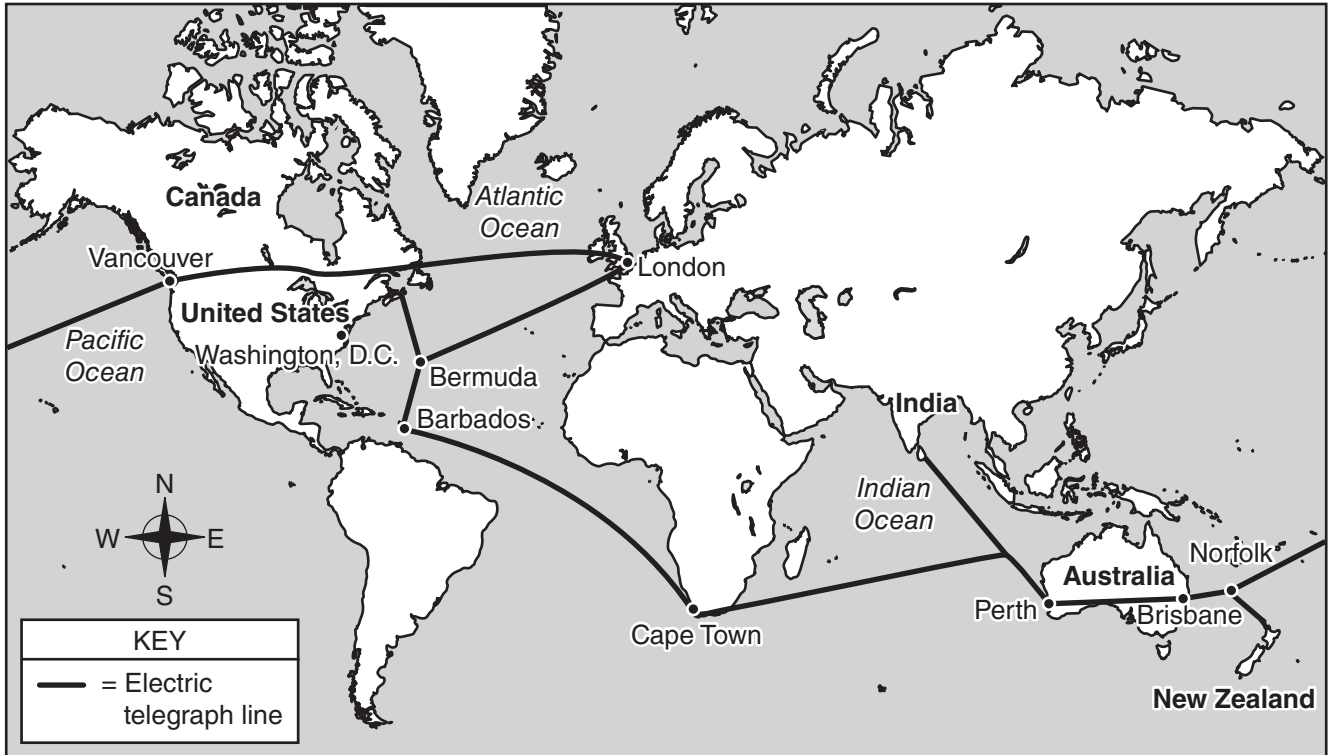 Canada
Atlantic
Ocean
Vancouver
London
United States
Pacific
Ocean
Washington, D.C.
Bermuda
India
Barbados
Indian
Ocean
N
W
E
S
Norfolk
Australia
Perth
Brisbane
Cape Town
New Zealand
KEY
= Electric
telegraph line